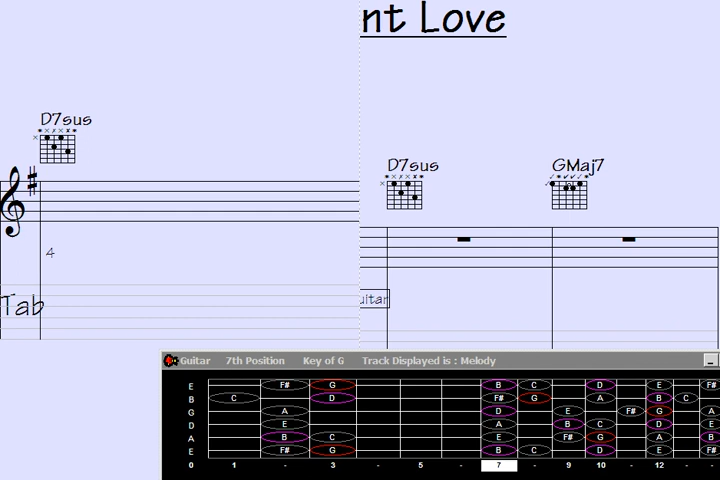 nt Love
D7sus
D7sus
GMaj7
4
Tab
uitar
Guitar 7th Position Key of G Track Displayed is : Melody
E F# G B C D E F#
B C D F# G A B C
G A D E F# G A
D E A B C D E
A B C E F# G A B
E F# G B C D E F#
0 1 - 3 - 5 - 7 - 9 10 - 12 - -